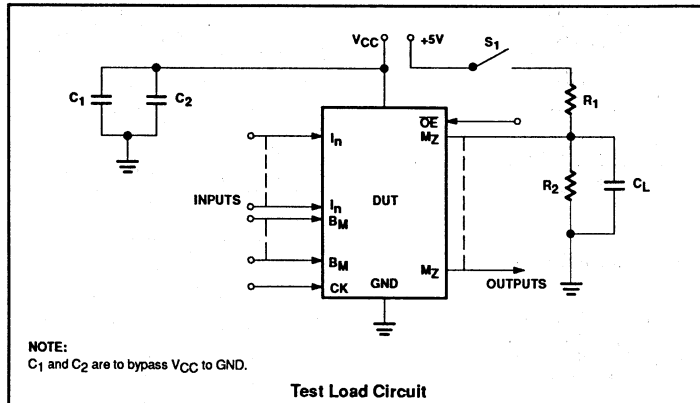 VCC
+5V
S1
C1
C2
R1
OE
In
MZ
INPUTS
DUT
R2
CL
In
BM
BM
MZ
GND
OUTPUTS
CK
NOTE:
C1 and C2 are to bypass VCC to GND.
Test Load Circuit